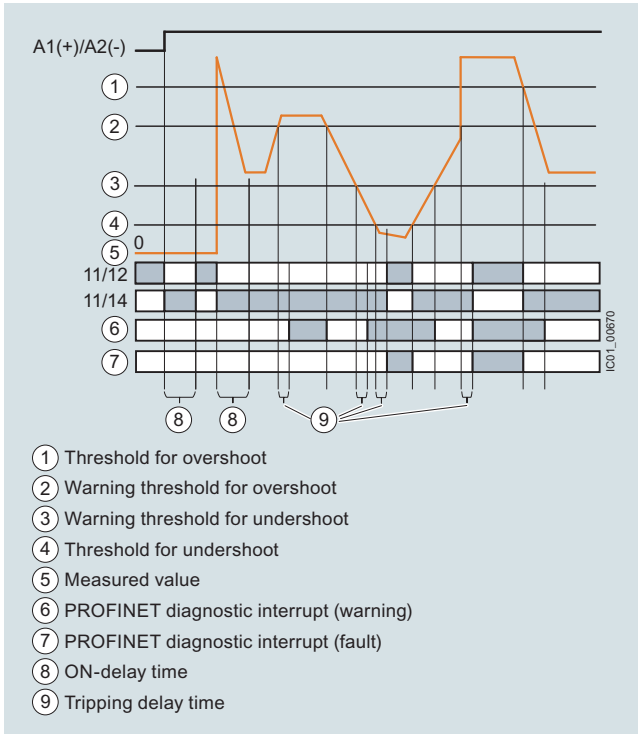 A1(+)/A2(-)
1
2
3
4
0
5
11/12
11/14
6
7
IC01_00670
8 8 9
1 Threshold for overshoot
2 Warning threshold for overshoot
3 Warning threshold for undershoot
4 Threshold for undershoot
5 Measured value
6 PROFINET diagnostic interrupt (warning)
7 PROFINET diagnostic interrupt (fault)
8 ON-delay time
9 Tripping delay time